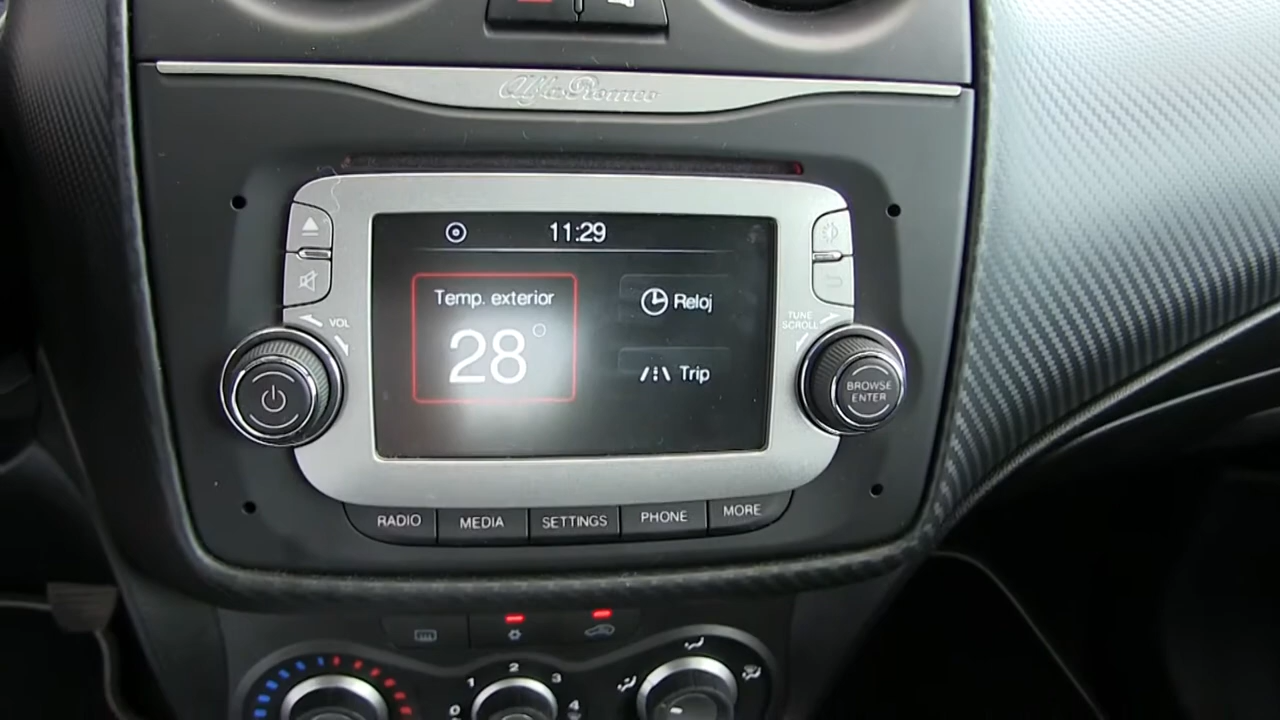 Alfa Romeo
11:29
Temp. exterior
28°
Reloj
Trip
VOL
TUNE
SCROLL
BROWSE
ENTER
RADIO
MEDIA
SETTINGS
PHONE
MORE
0
1
2
3
4